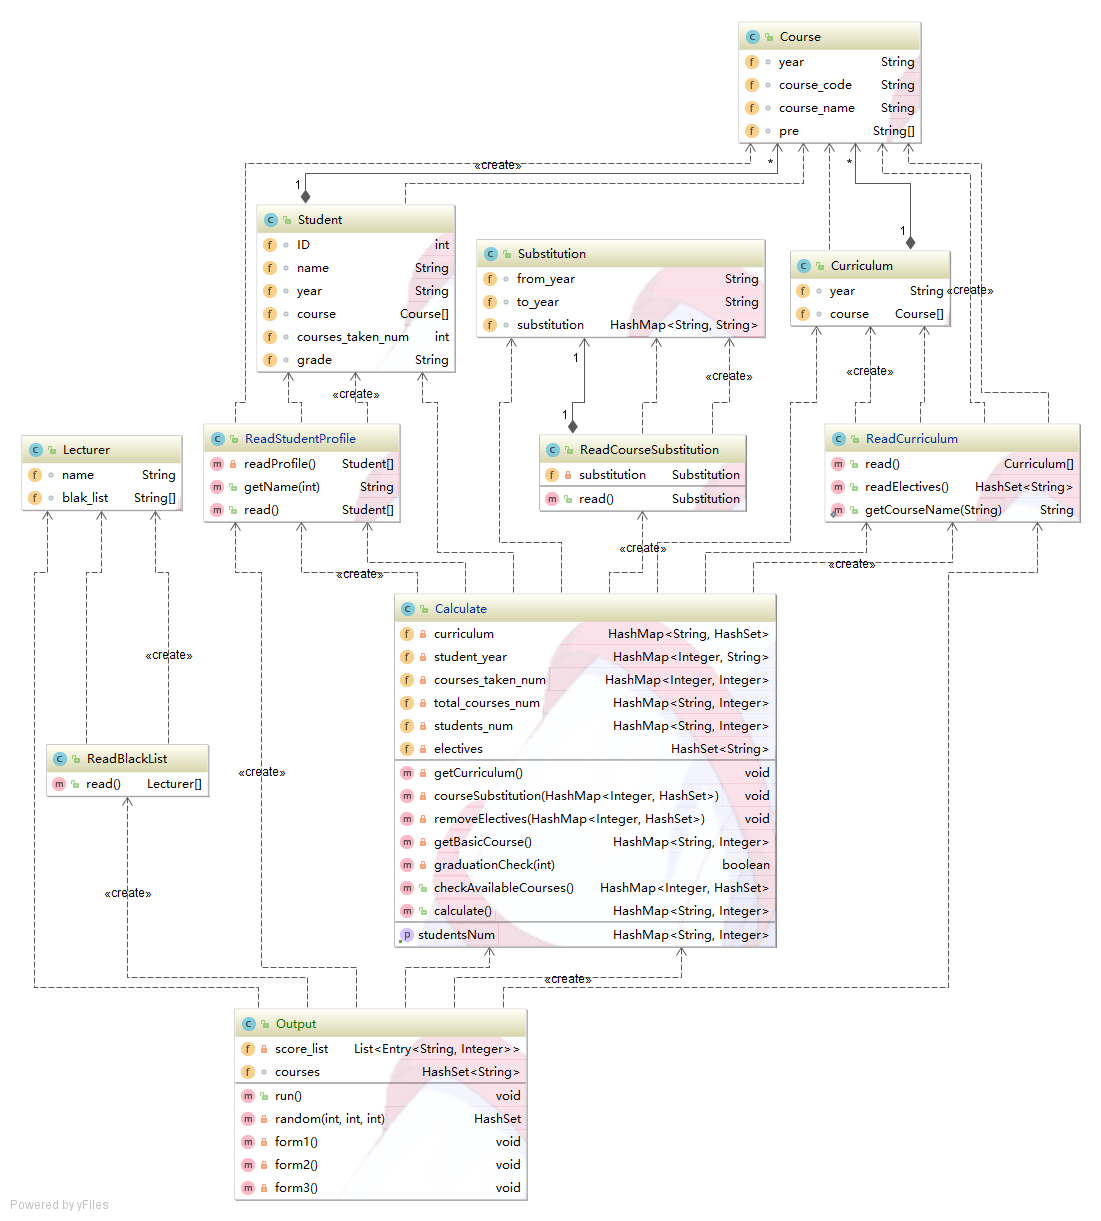 Course
year String
course_code String
course_name String
pre String[]
«create»
*
*
1
1
Student
ID int
name String
year String
course Course[]
courses_taken_num int
grade String
Substitution
from_year String
to_year String
substitution HashMap<String, String>
Curriculum
year String
course Course[]
«create»
1
1
«create»
«create»
«create»
Lecturer
name String
blak_list String[]
ReadStudentProfile
readProfile() Student[]
getName(int) String
read() Student[]
ReadCourseSubstitution
substitution Substitution
read() Substitution
ReadCurriculum
read() Curriculum[]
readElectives() HashSet<String>
getCourseName(String) String
«create»
«create»
«create»
Calculate
curriculum HashMap<String, HashSet>
student_year HashMap<Integer, String>
courses_taken_num HashMap<Integer, Integer>
total_courses_num HashMap<String, Integer>
students_num HashMap<String, Integer>
electives HashSet<String>
getCurriculum() void
courseSubstitution(HashMap<Integer, HashSet>) void
removeElectives(HashMap<Integer, HashSet>) void
getBasicCourse() HashMap<String, Integer>
graduationCheck(int) boolean
checkAvailableCourses() HashMap<Integer, HashSet>
calculate() HashMap<String, Integer>
studentsNum HashMap<String, Integer>
«create»
ReadBlackList
read() Lecturer[]
«create»
«create»
«create»
Output
score_list List<Entry<String, Integer>>
courses HashSet<String>
run() void
random(int, int, int) HashSet
form1() void
form2() void
form3() void
Powered by yFiles